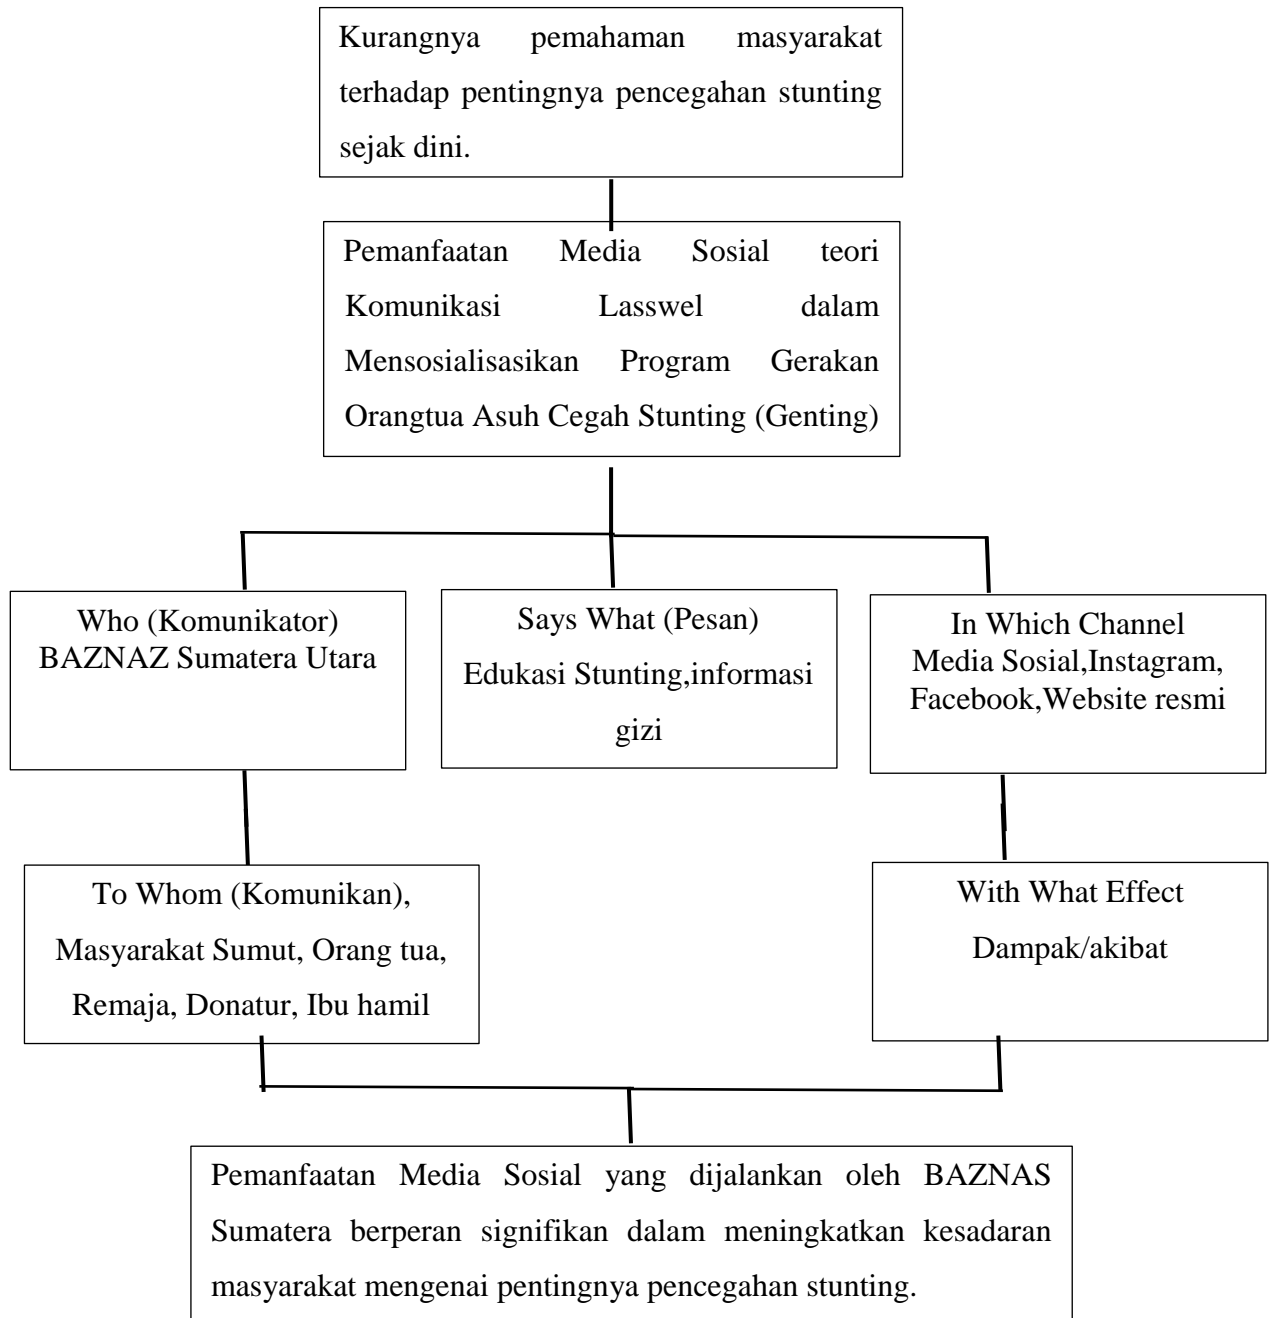 Kurangnya pemahaman masyarakat
terhadap pentingnya pencegahan stunting
sejak dini.
Pemanfaatan Media Sosial teori
Komunikasi Lasswel dalam
Mensosialisasikan Program Gerakan
Orangtua Asuh Cegah Stunting (Genting)
Who (Komunikator)
BAZNAZ Sumatera Utara
Says What (Pesan)
Edukasi Stunting,informasi
gizi
In Which Channel
Media Sosial,Instagram,
Facebook,Website resmi
To Whom (Komunikan),
Masyarakat Sumut, Orang tua,
Remaja, Donatur, Ibu hamil
With What Effect
Dampak/akibat
Pemanfaatan Media Sosial yang dijalankan oleh BAZNAS
Sumatera berperan signifikan dalam meningkatkan kesadaran
masyarakat mengenai pentingnya pencegahan stunting.